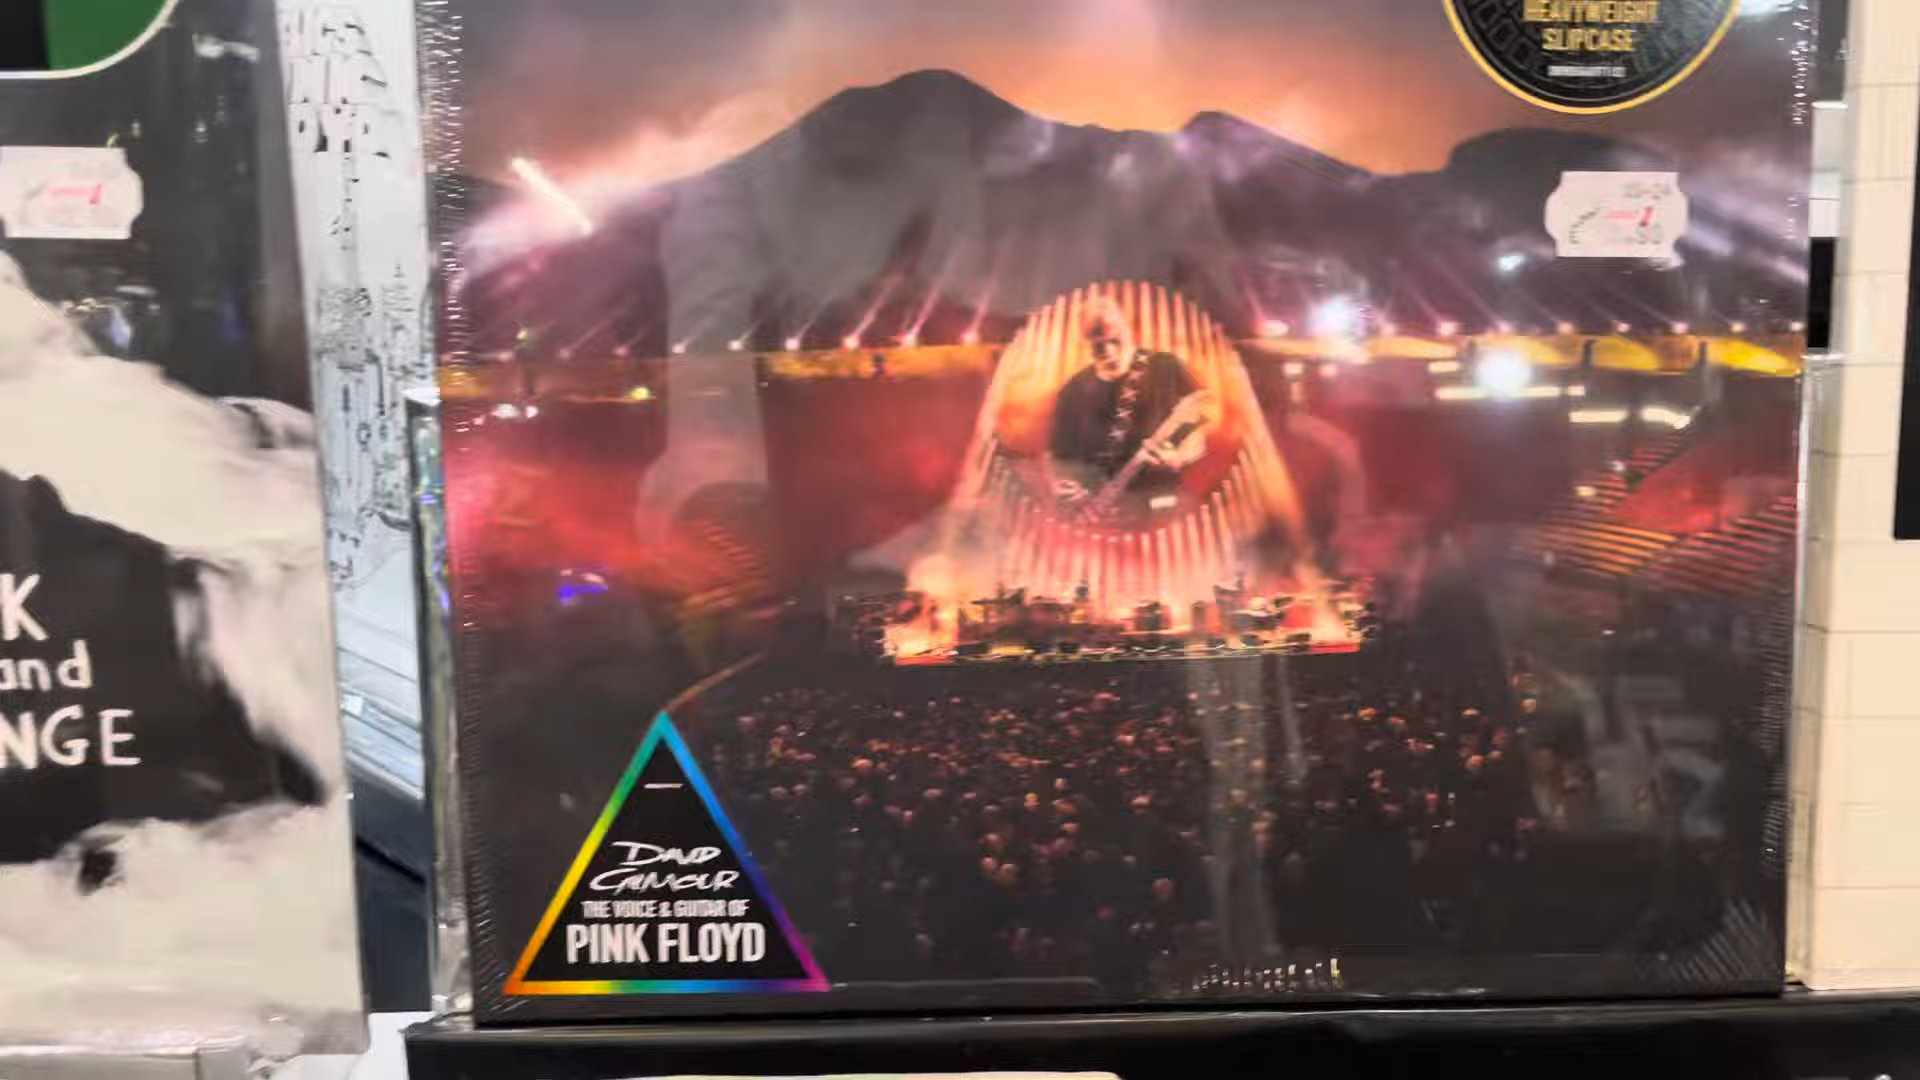 HEAVYWEIGHT
SLIPCASE
K
and
NGE
DAVID
GILMOUR
THE VOICE & GUITAR OF
PINK FLOYD